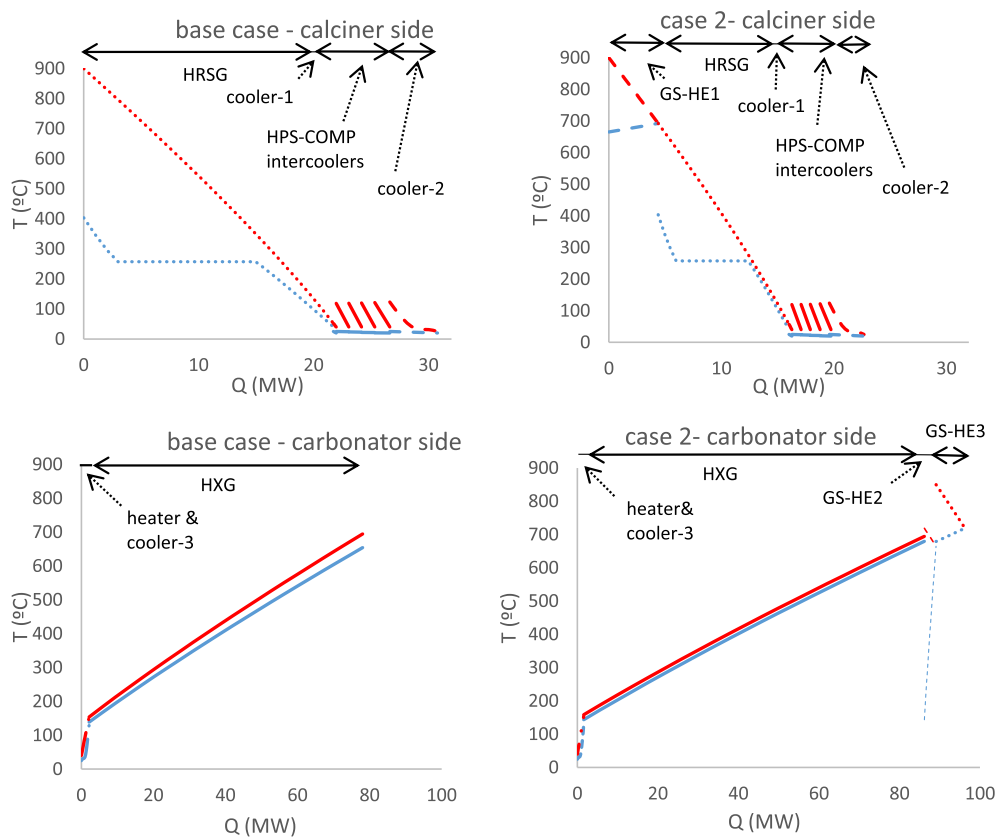 base case - calciner side
HRSG
cooler-1
HPS-COMP
intercoolers
cooler-2
900
800
700
600
500
400
300
200
100
0
T (ºC)
0 10 20 30
Q (MW)
case 2- calciner side
HRSG
GS-HE1
cooler-1
HPS-COMP
intercoolers
cooler-2
900
800
700
600
500
400
300
200
100
0
T (ºC)
0 10 20 30
Q (MW)
base case - carbonator side
HXG
heater &
cooler-3
900
800
700
600
500
400
300
200
100
0
T (ºC)
0 20 40 60 80 100
Q (MW)
case 2- carbonator side
GS-HE3
HXG
GS-HE2
heater&
cooler-3
900
800
700
600
500
400
300
200
100
0
T (ºC)
0 20 40 60 80 100
Q (MW)